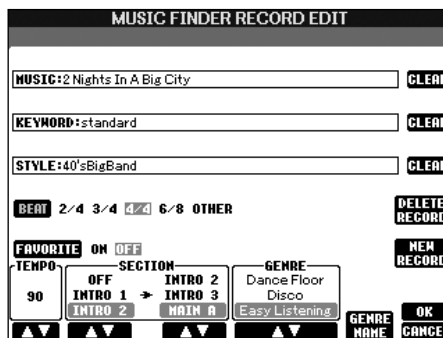 MUSIC FINDER RECORD EDIT
MUSIC:2 Nights In A Big City
CLEAR
KEYWORD:standard
CLEAR
STYLE:40'sBigBand
CLEAR
BEAT 2/4 3/4 4/4 6/8 OTHER
DELETE RECORD
FAVORITE ON OFF
NEW RECORD
TEMPO
90
SECTION
OFF INTRO 2
INTRO 1 INTRO 3
INTRO 2 MAIN A
GENRE
Dance Floor
Disco
Easy Listening
GENRE NAME
OK
CANCEL